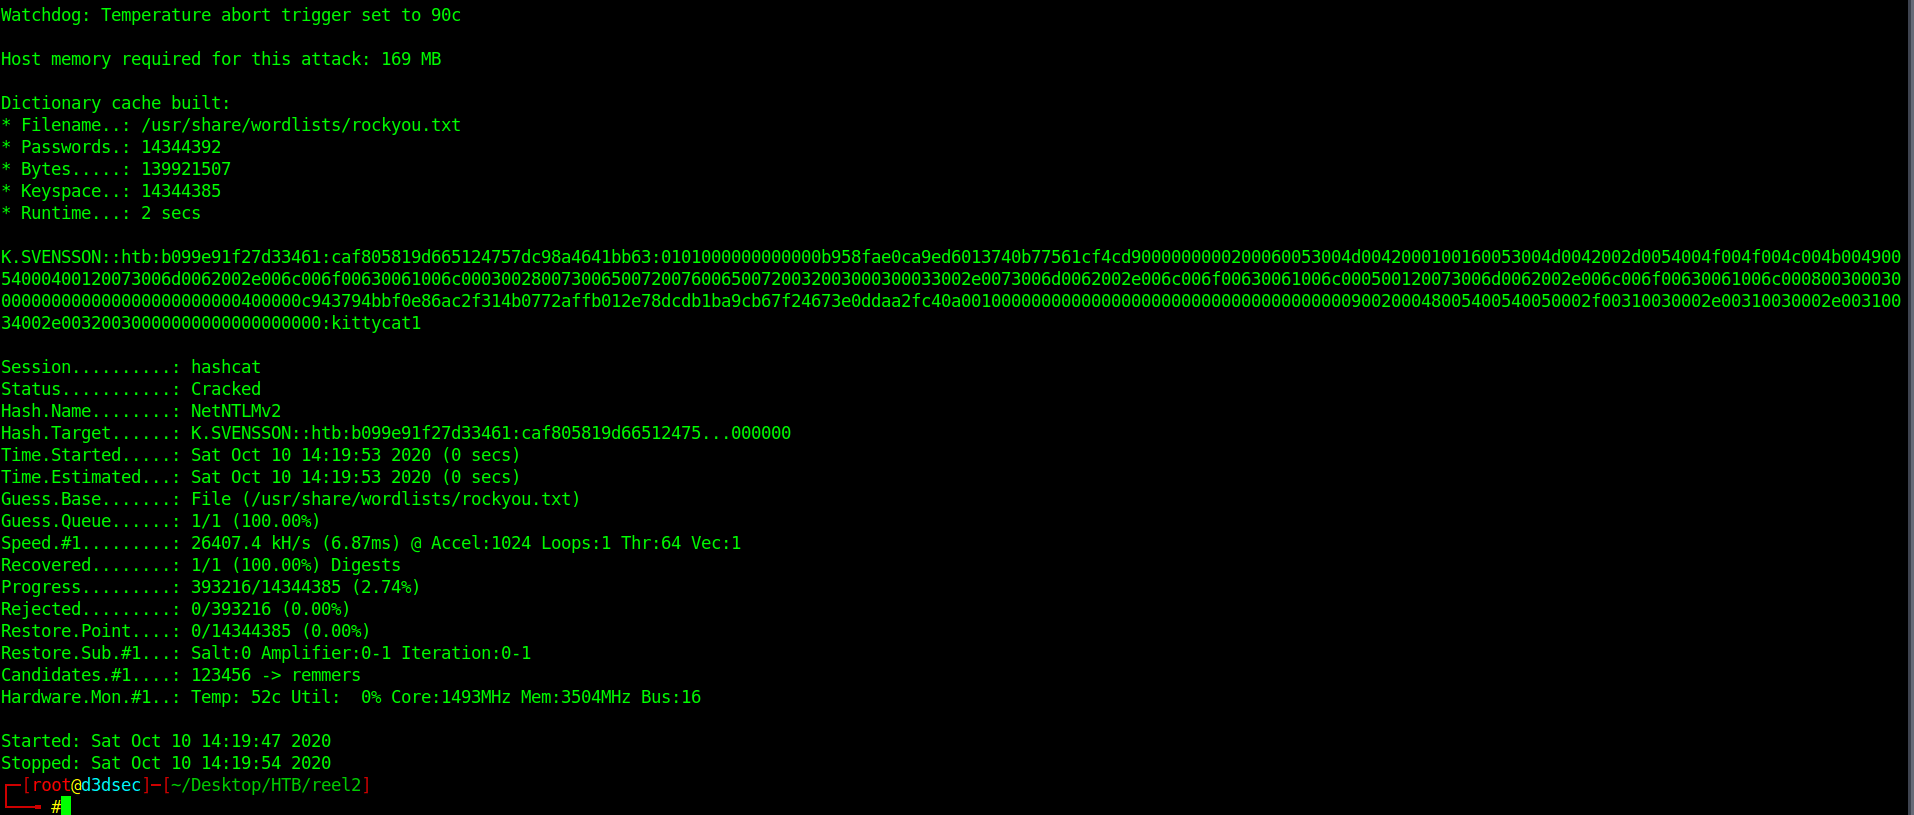 Watchdog: Temperature abort trigger set to 90c
Host memory required for this attack: 169 MB
Dictionary cache built:
* Filename..: /usr/share/wordlists/rockyou.txt
* Passwords.: 14344392
* Bytes.....: 139921507
* Keyspace..: 14344385
* Runtime...: 2 secs
K.SVENSSON::htb:b099e91f27d33461:caf805819d665124757dc98a4641bb63:0101000000000000b958fae0ca9ed6013740b77561cf4cd9000000000200060053004d0042000100160053004d0042002d0054004f004f004c004b004900
54000400120073006d0062002e006c006f00630061006c000300280073006500720076006500720032003000300033002e0073006d0062002e006c006f00630061006c000500120073006d0062002e006c006f00630061006c000800300030
0000000000000000000000000400000c943794bbf0e86ac2f314b0772affb012e78dcdb1ba9cb67f24673e0ddaa2fc40a0010000000000000000000000000000000000000900200048005400540050002f00310030002e00310030002e003100
34002e003200300000000000000000000:kittycat1
Session..........: hashcat
Status...........: Cracked
Hash.Name........: NetNTLMv2
Hash.Target......: K.SVENSSON::htb:b099e91f27d33461:caf805819d66512475...000000
Time.Started.....: Sat Oct 10 14:19:53 2020 (0 secs)
Time.Estimated...: Sat Oct 10 14:19:53 2020 (0 secs)
Guess.Base.......: File (/usr/share/wordlists/rockyou.txt)
Guess.Queue......: 1/1 (100.00%)
Speed.#1.........: 26407.4 kH/s (6.87ms) @ Accel:1024 Loops:1 Thr:64 Vec:1
Recovered........: 1/1 (100.00%) Digests
Progress.........: 393216/14344385 (2.74%)
Rejected.........: 0/393216 (0.00%)
Restore.Point....: 0/14344385 (0.00%)
Restore.Sub.#1...: Salt:0 Amplifier:0-1 Iteration:0-1
Candidates.#1....: 123456 -> remmers
Hardware.Mon.#1..: Temp: 52c Util:  0% Core:1493MHz Mem:3504MHz Bus:16
Started: Sat Oct 10 14:19:47 2020
Stopped: Sat Oct 10 14:19:54 2020
┌─[root@d3dsec]─[~/Desktop/HTB/reel2]
└──╼ #